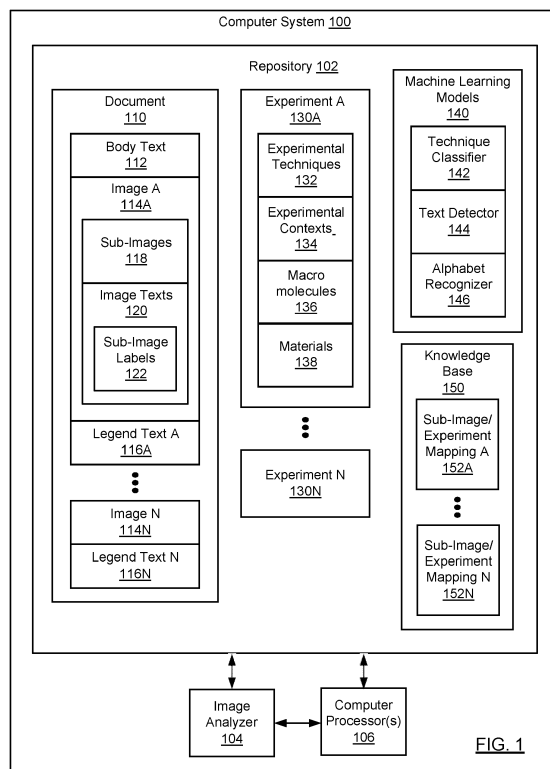 Computer System 100
Repository 102
Document
110
Body Text
112
Image A
114A
Sub-Images
118
Image Texts
120
Sub-Image
Labels
122
Legend Text A
116A
Image N
114N
Legend Text N
116N
Experiment A
130A
Experimental
Techniques
132
Experimental
Contexts
134
Macro
molecules
136
Materials
138
Experiment N
130N
Machine Learning
Models
140
Technique
Classifier
142
Text Detector
144
Alphabet
Recognizer
146
Knowledge
Base
150
Sub-Image/
Experiment
Mapping A
152A
Sub-Image/
Experiment
Mapping N
152N
Image
Analyzer
104
Computer
Processor(s)
106
FIG. 1